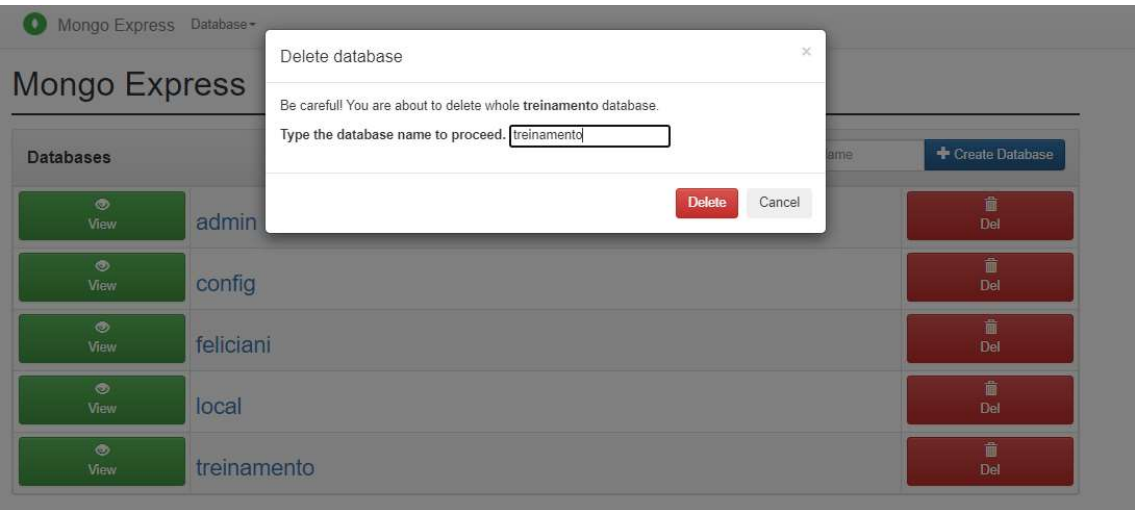 Mongo Express Database
Delete database ×
Mongo Express
Be careful! You are about to delete whole treinamento database.
Type the database name to proceed. treinamento
Databases ame + Create Database
Delete Cancel
View admin Del
View config Del
View feliciani Del
View local Del
View treinamento Del